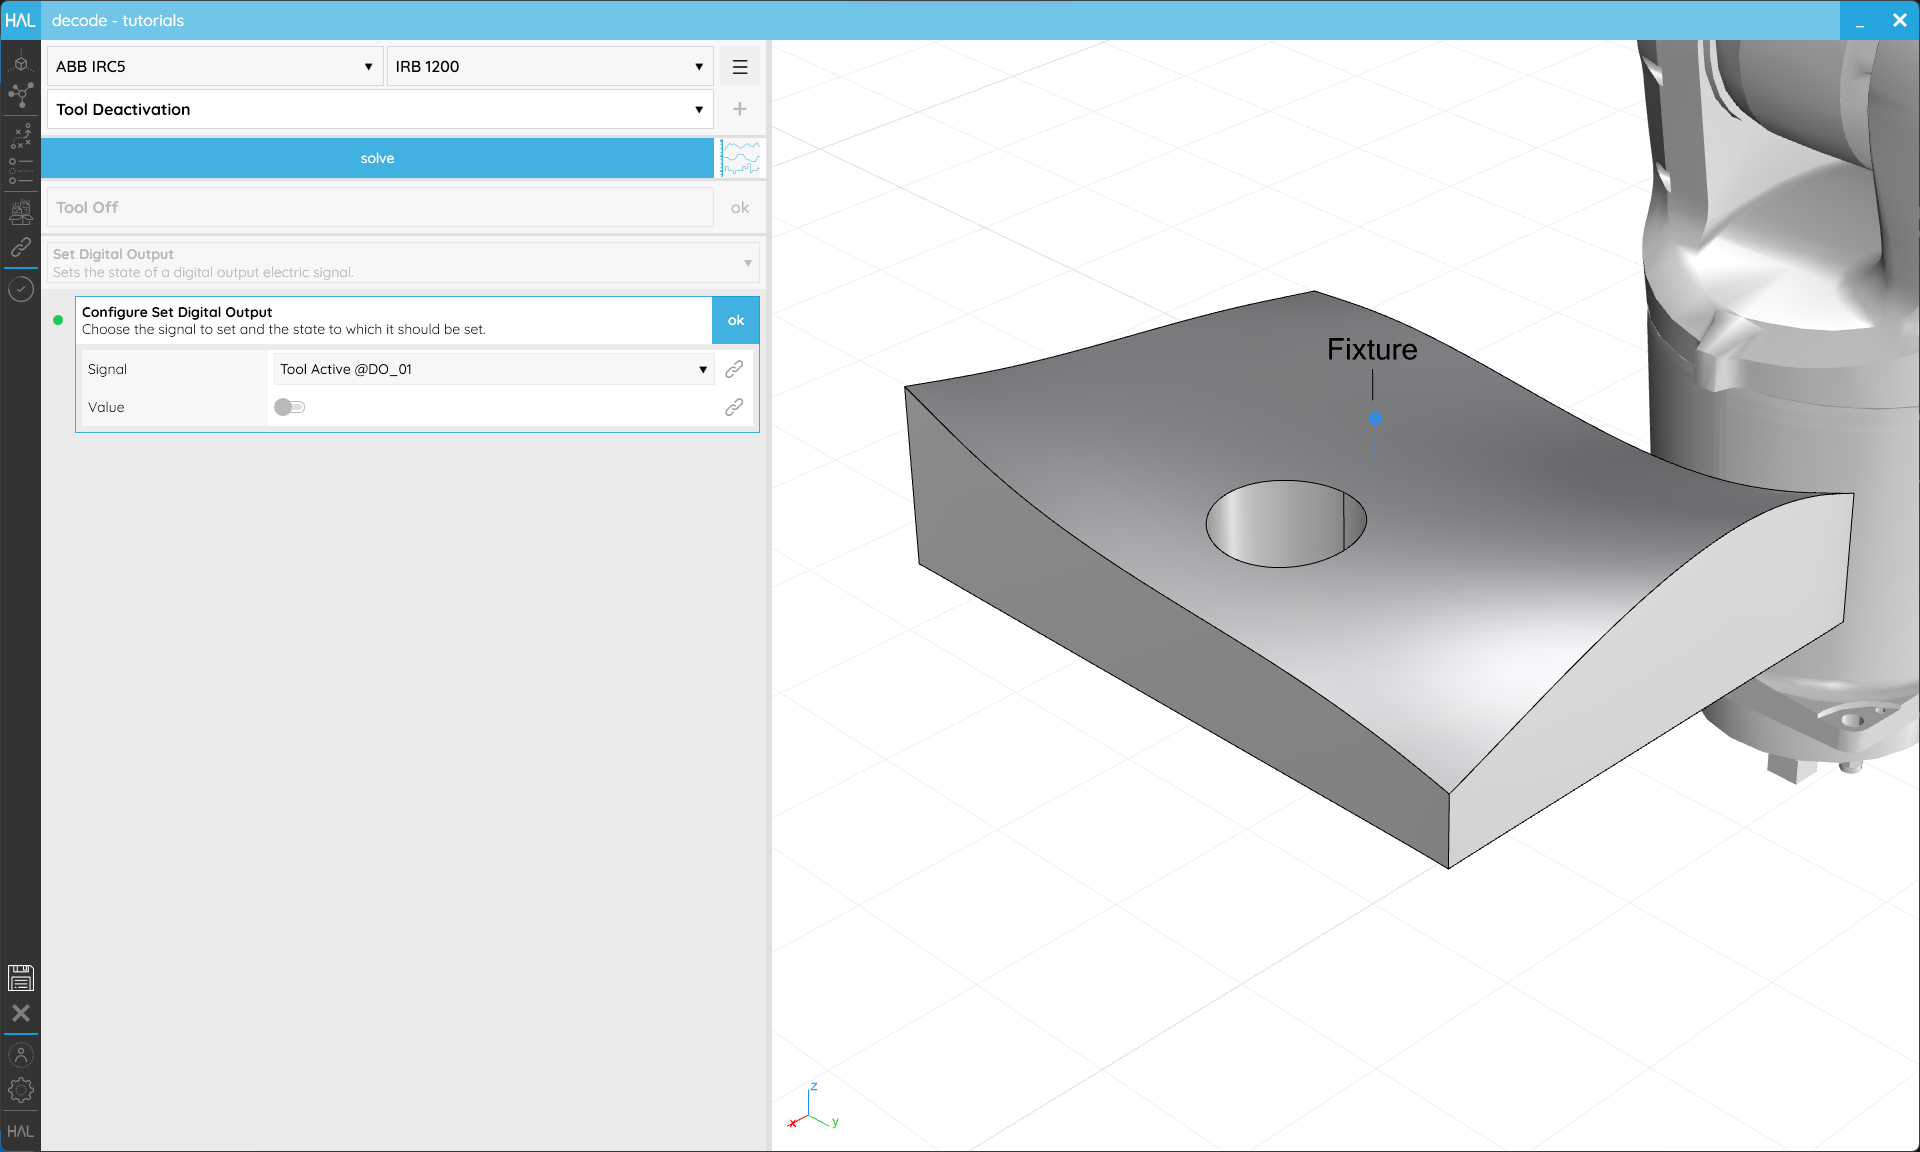 HAL decode - tutorials
ABB IRC5 IRB 1200
Tool Deactivation
solve
Tool Off ok
Set Digital Output
Sets the state of a digital output electric signal.
Configure Set Digital Output
Choose the signal to set and the state to which it should be set.
ok
Signal Tool Active @DO_01
Value
Fixture
z
x
y
HAL